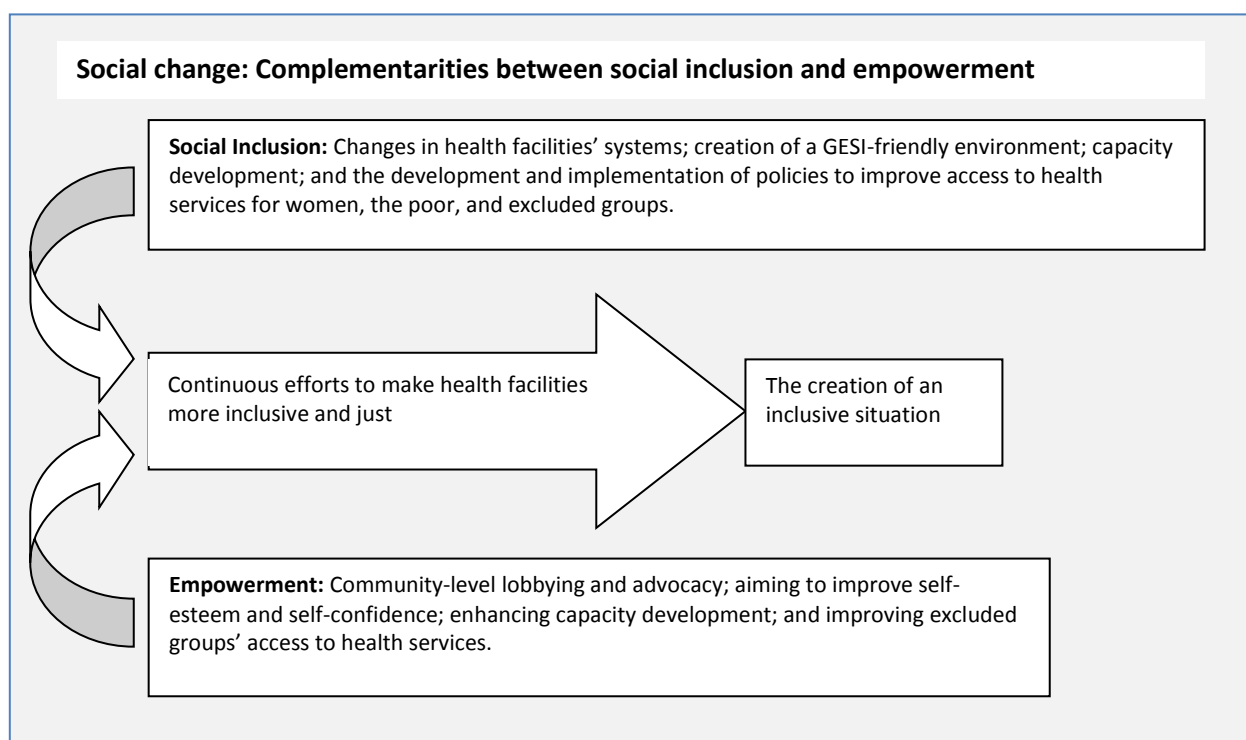 Social change: Complementarities between social inclusion and empowerment
Social Inclusion: Changes in health facilities’ systems; creation of a GESI-friendly environment; capacity
development; and the development and implementation of policies to improve access to health
services for women, the poor, and excluded groups.
Continuous efforts to make health facilities
more inclusive and just
The creation of an
inclusive situation
Empowerment: Community-level lobbying and advocacy; aiming to improve self-
esteem and self-confidence; enhancing capacity development; and improving excluded
groups’ access to health services.